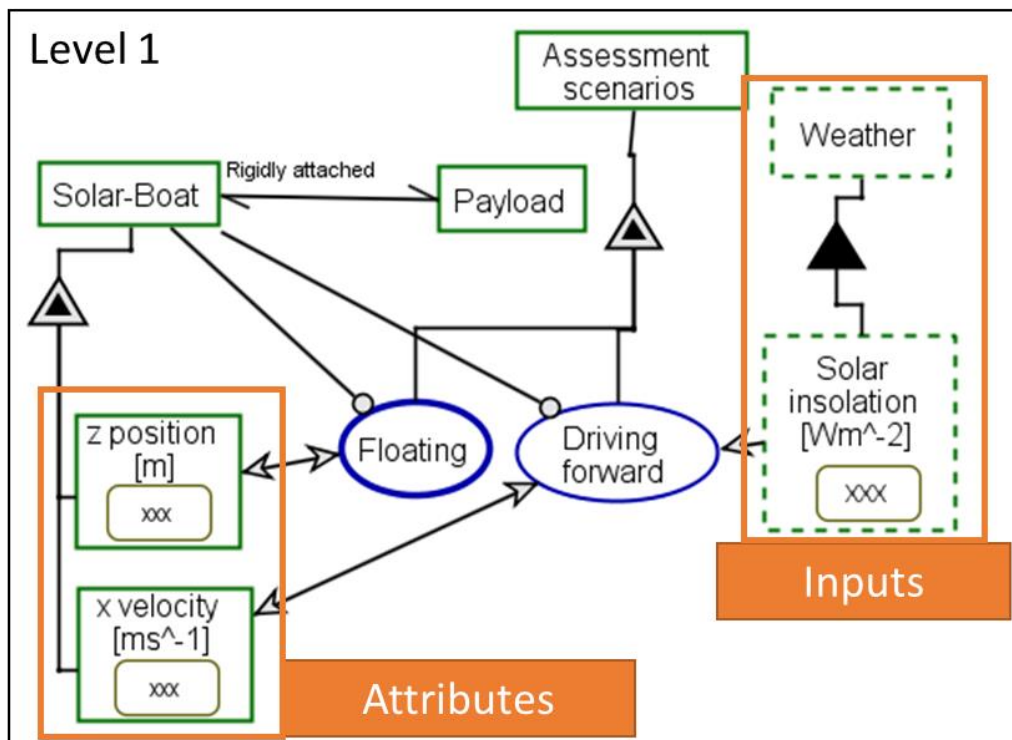 Level 1
Assessment
scenarios
Weather
Rigidly attached
Solar-Boat
Payload
Solar
insolation
[Wm^-2]
xxx
z position
[m]
xxx
Floating
Driving
forward
x velocity
[ms^-1]
xxx
Inputs
Attributes